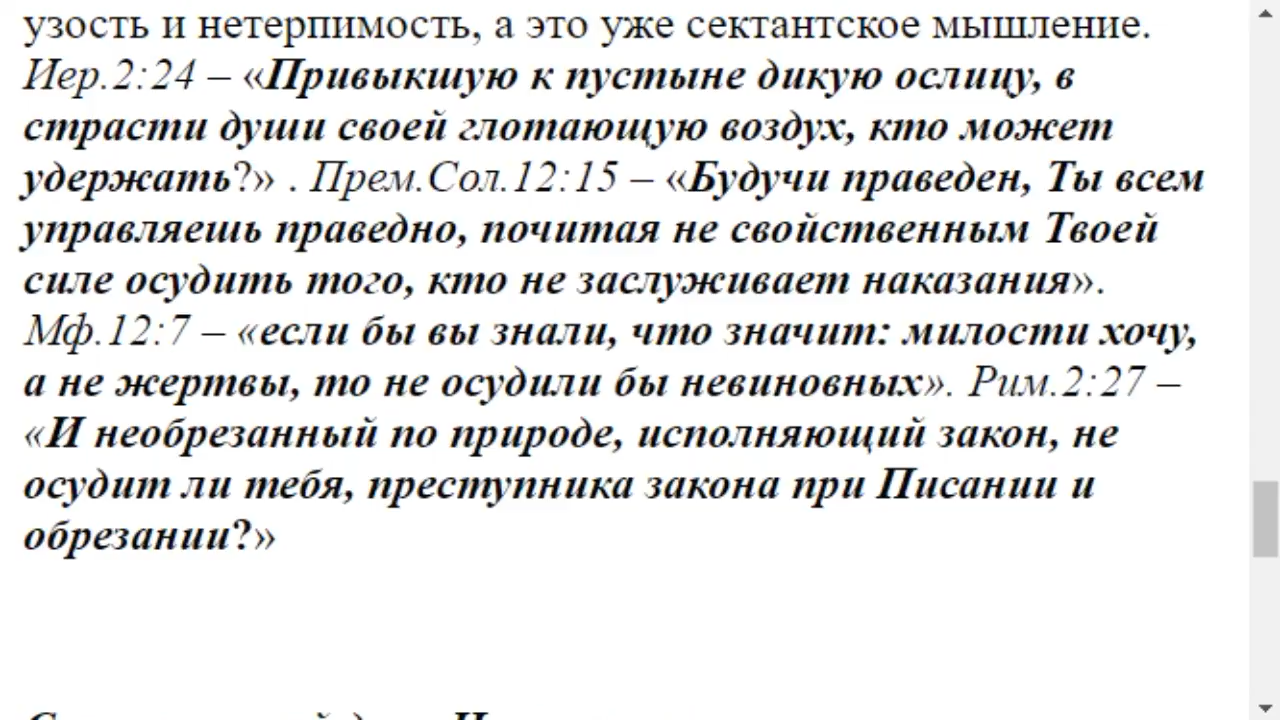 узость и нетерпимость, а это уже сектантское мышление.
Иер.2:24 – «Привыкшую к пустыне дикую ослицу, в
страсти души своей глотающую воздух, кто может
удержать?» . Прем.Сол.12:15 – «Будучи праведен, Ты всем
управляешь праведно, почитая не свойственным Твоей
силе осудить того, кто не заслуживает наказания».
Мф.12:7 – «если бы вы знали, что значит: милости хочу,
а не жертвы, то не осудили бы невиновных». Рим.2:27 –
«И необрезанный по природе, исполняющий закон, не
осудит ли тебя, преступника закона при Писании и
обрезании?»